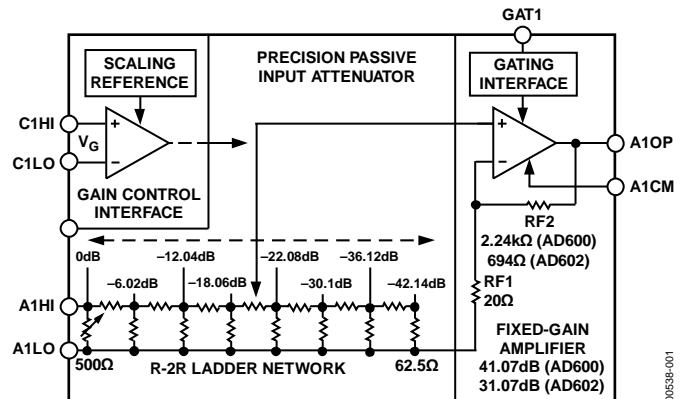 GAT1
SCALING
REFERENCE
PRECISION PASSIVE
INPUT ATTENUATOR
GATING
INTERFACE
C1HI
VG
C1LO
+
–
+
–
A1OP
A1CM
GAIN CONTROL
INTERFACE
RF2
2.24kΩ (AD600)
694Ω (AD602)
0dB
–12.04dB
–22.08dB
–36.12dB
–6.02dB
–18.06dB
–30.1dB
–42.14dB
RF1
20Ω
A1HI
A1LO
500Ω
R-2R LADDER NETWORK
62.5Ω
FIXED-GAIN
AMPLIFIER
41.07dB (AD600)
31.07dB (AD602)
00538-001